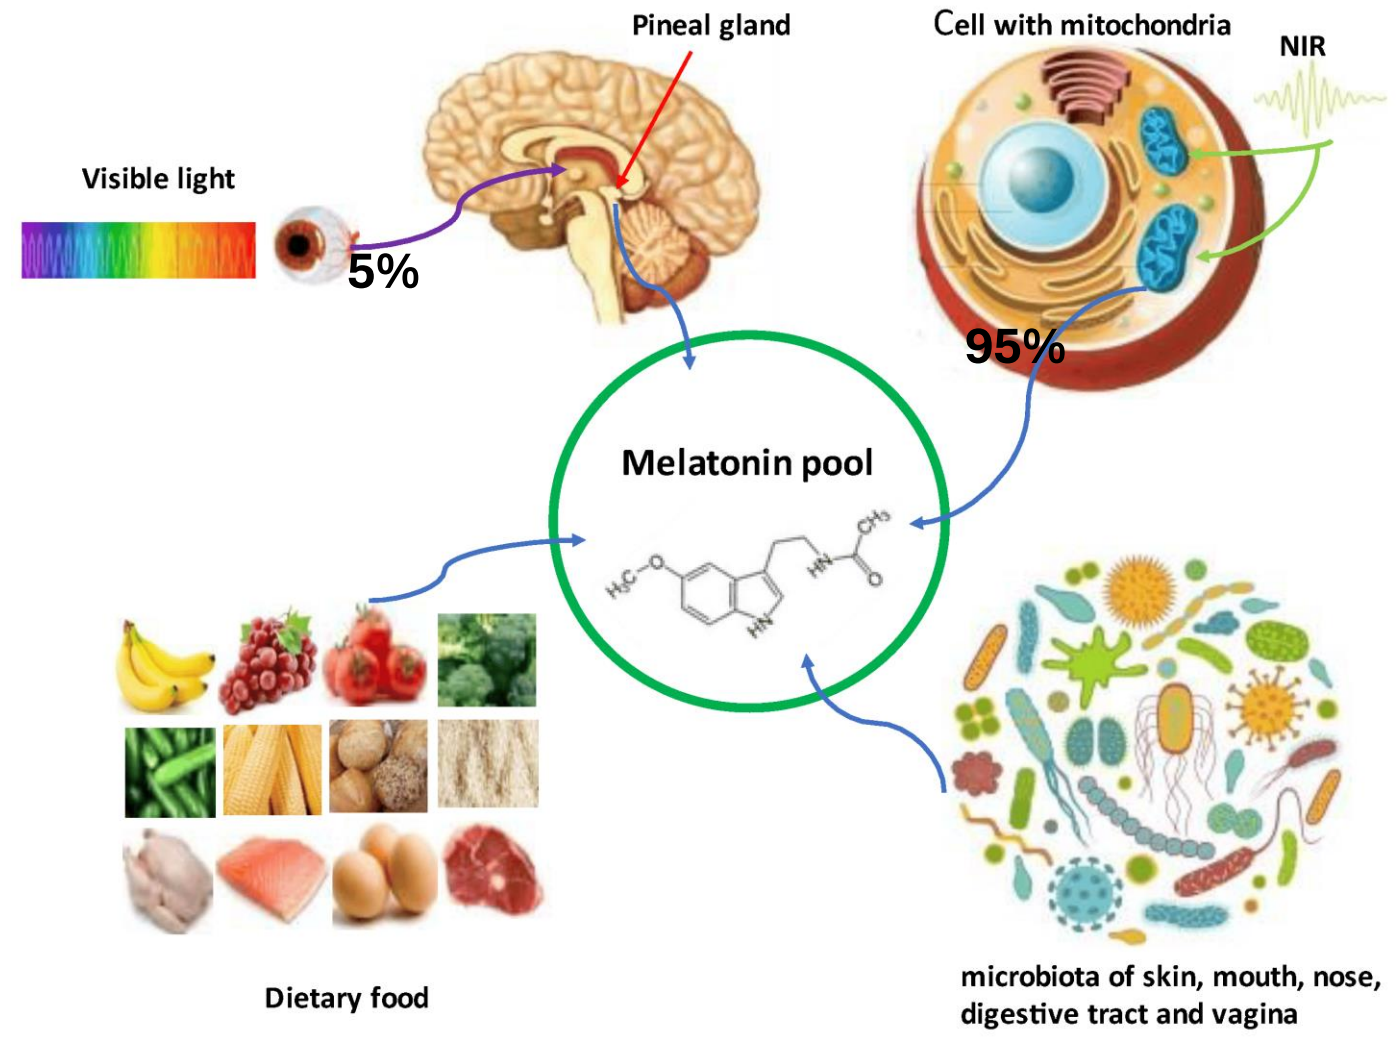 Pineal gland
Cell with mitochondria
NIR
Visible light
5%
95%
Melatonin pool
CH₃
O
H₃C
HN
O
HN
Dietary food
microbiota of skin, mouth, nose,
digestive tract and vagina